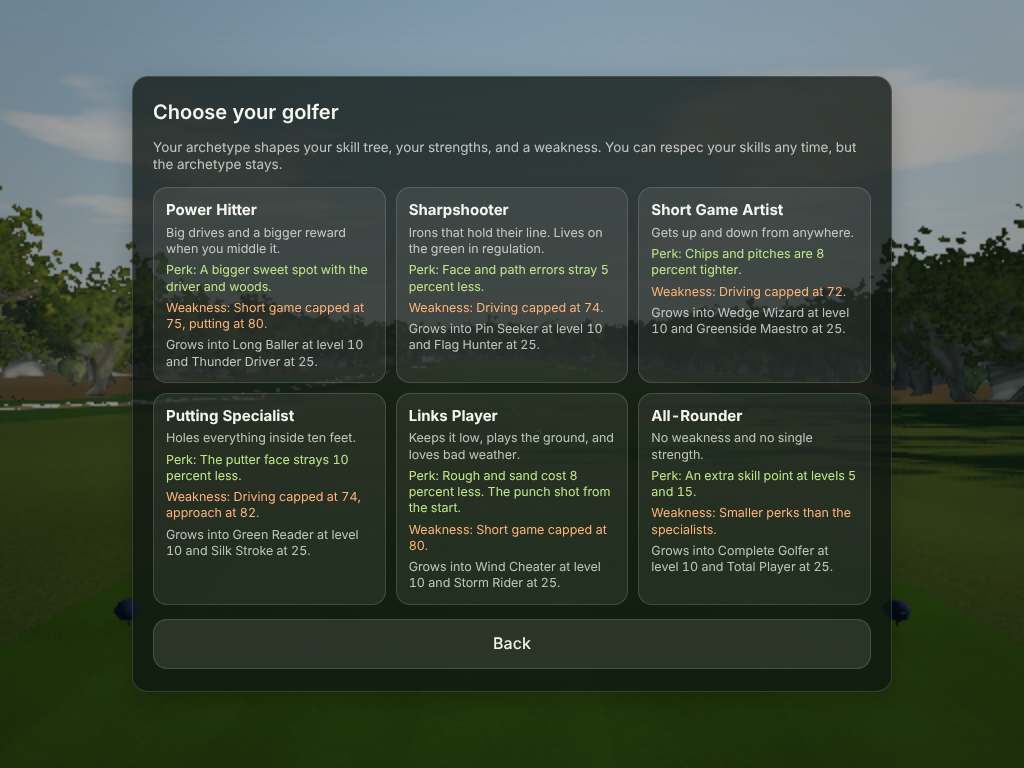 Choose your golfer
Your archetype shapes your skill tree, your strengths, and a weakness. You can respec your skills any time, but
the archetype stays.
Power Hitter
Big drives and a bigger reward
when you middle it.
Perk: A bigger sweet spot with the
driver and woods.
Weakness: Short game capped at
75, putting at 80.
Grows into Long Baller at level 10
and Thunder Driver at 25.
Sharpshooter
Irons that hold their line. Lives on
the green in regulation.
Perk: Face and path errors stray 5
percent less.
Weakness: Driving capped at 74.
Grows into Pin Seeker at level 10
and Flag Hunter at 25.
Short Game Artist
Gets up and down from anywhere.
Perk: Chips and pitches are 8
percent tighter.
Weakness: Driving capped at 72.
Grows into Wedge Wizard at level
10 and Greenside Maestro at 25.
Putting Specialist
Holes everything inside ten feet.
Perk: The putter face strays 10
percent less.
Weakness: Driving capped at 74,
approach at 82.
Grows into Green Reader at level
10 and Silk Stroke at 25.
Links Player
Keeps it low, plays the ground, and
loves bad weather.
Perk: Rough and sand cost 8
percent less. The punch shot from
the start.
Weakness: Short game capped at
80.
Grows into Wind Cheater at level
10 and Storm Rider at 25.
All-Rounder
No weakness and no single
strength.
Perk: An extra skill point at levels 5
and 15.
Weakness: Smaller perks than the
specialists.
Grows into Complete Golfer at
level 10 and Total Player at 25.
Back